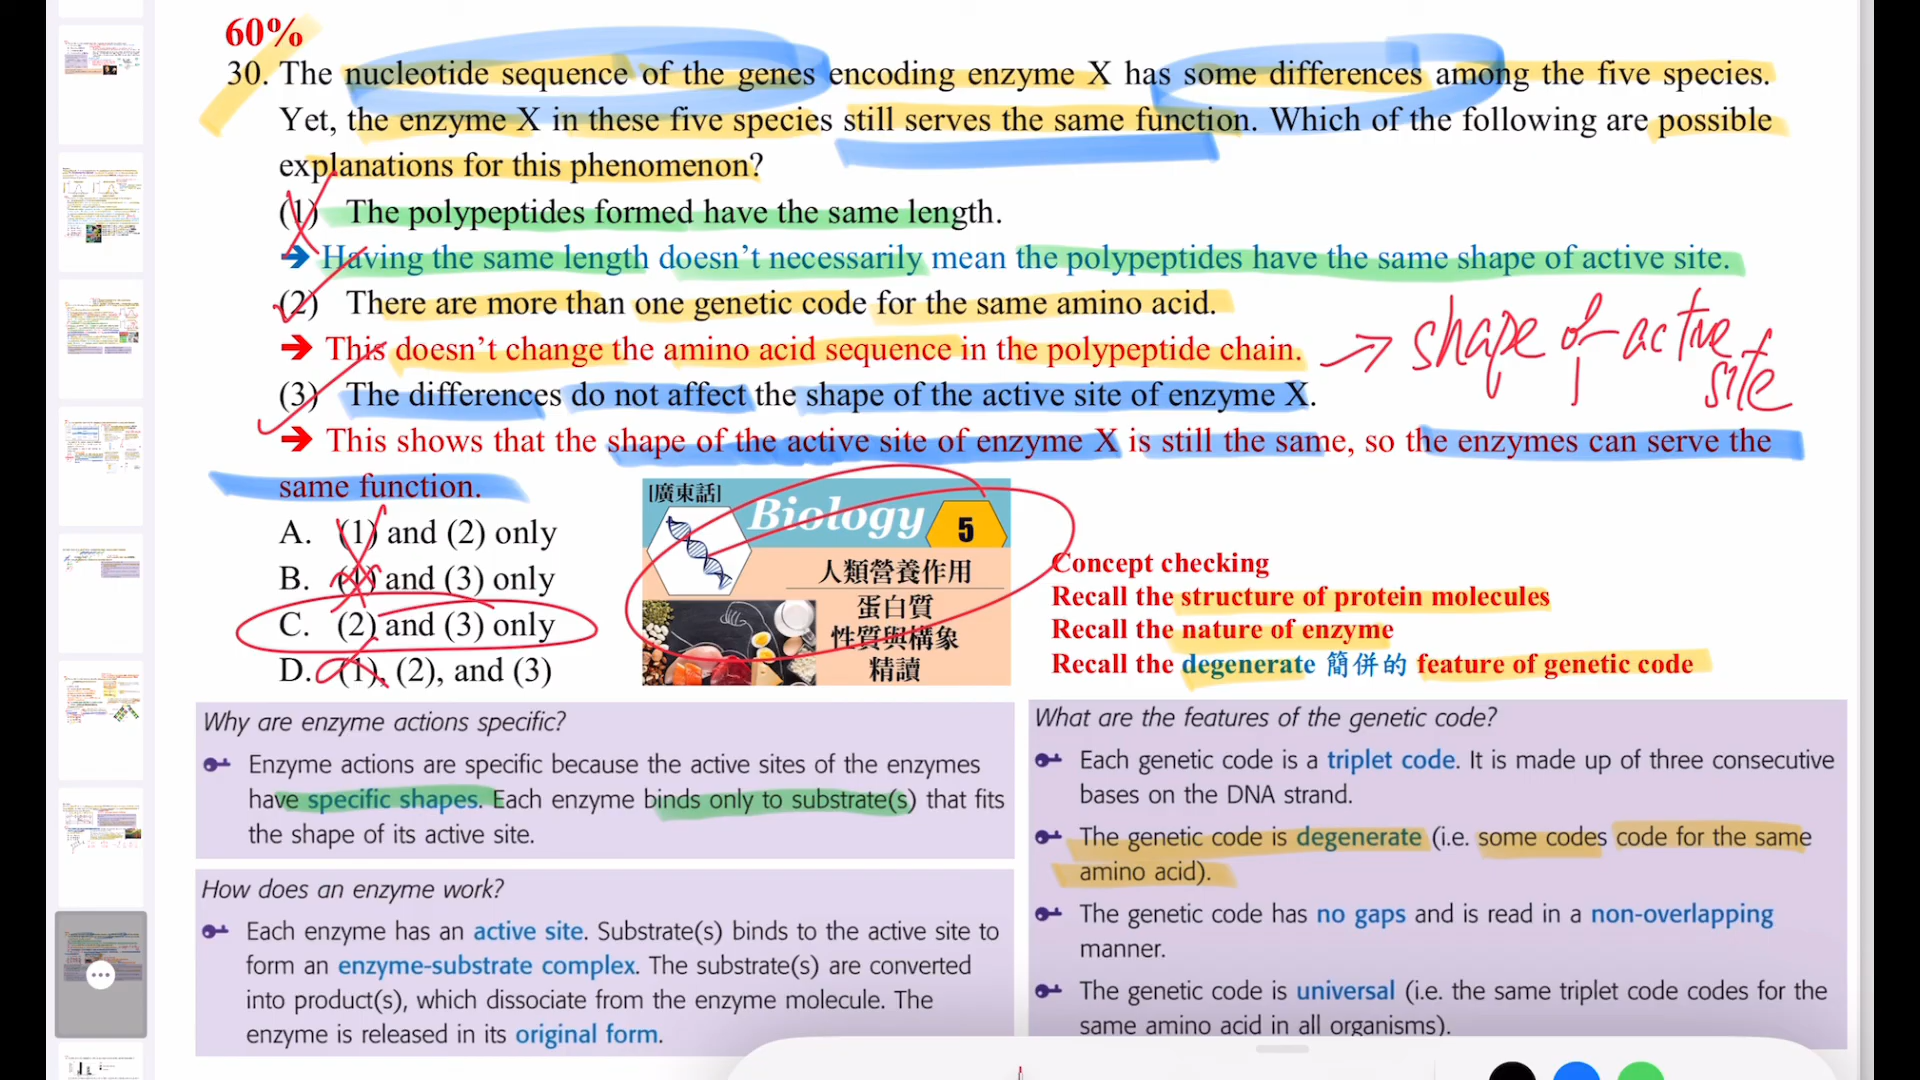 60%
30. The nucleotide sequence of the genes encoding enzyme X has some differences among the five species.
Yet, the enzyme X in these five species still serves the same function. Which of the following are possible
explanations for this phenomenon?
(1) The polypeptides formed have the same length.
➔ Having the same length doesn't necessarily mean the polypeptides have the same shape of active site.
(2) There are more than one genetic code for the same amino acid.
➔ This doesn't change the amino acid sequence in the polypeptide chain.
→ shape of active
site
(3) The differences do not affect the shape of the active site of enzyme X.
➔ This shows that the shape of the active site of enzyme X is still the same, so the enzymes can serve the
same function.
A. (1) and (2) only
B. (1) and (3) only
C. (2) and (3) only
D. (1), (2), and (3)
[廣東話]
Biology 5
人類營養作用
蛋白質
性質與構象
精讀
Concept checking
Recall the structure of protein molecules
Recall the nature of enzyme
Recall the degenerate 簡併的 feature of genetic code
Why are enzyme actions specific?
Enzyme actions are specific because the active sites of the enzymes
have specific shapes. Each enzyme binds only to substrate(s) that fits
the shape of its active site.
How does an enzyme work?
Each enzyme has an active site. Substrate(s) binds to the active site to
form an enzyme-substrate complex. The substrate(s) are converted
into product(s), which dissociate from the enzyme molecule. The
enzyme is released in its original form.
What are the features of the genetic code?
Each genetic code is a triplet code. It is made up of three consecutive
bases on the DNA strand.
The genetic code is degenerate (i.e. some codes code for the same
amino acid).
The genetic code has no gaps and is read in a non-overlapping
manner.
The genetic code is universal (i.e. the same triplet code codes for the
same amino acid in all organisms).